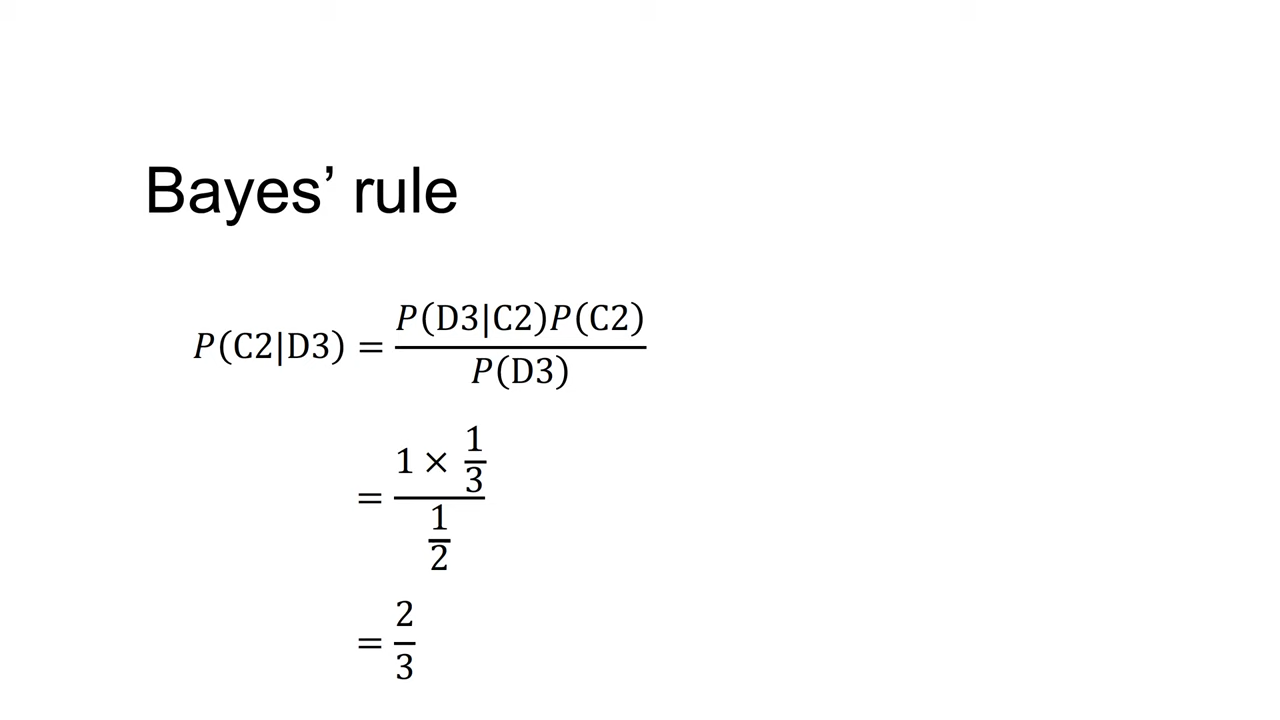 Bayes’ rule
P(C2|D3) = P(D3|C2)P(C2) / P(D3)
= 1 × 1/3 / 1/2
= 2/3